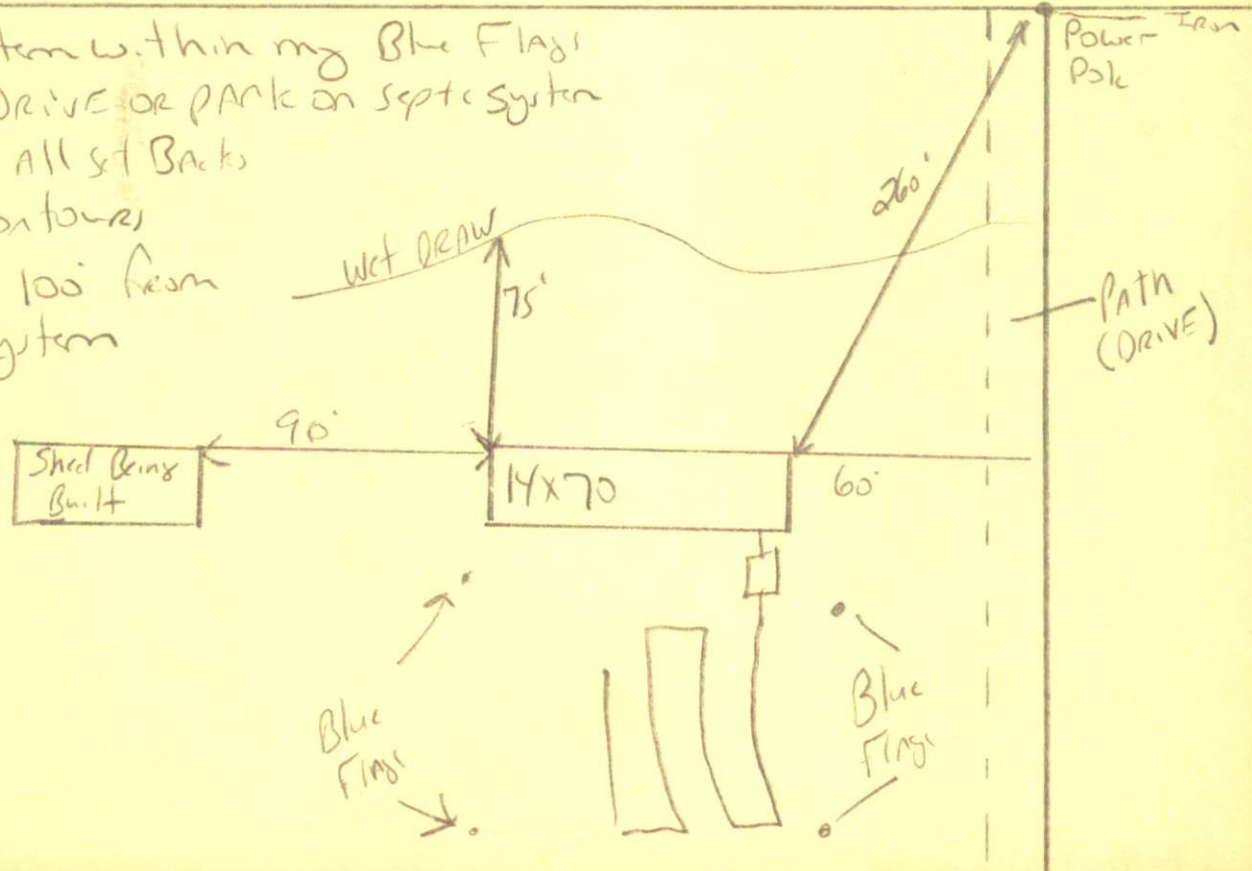 tem within my Blue Flags
DRIVE OR PARK on septic system
All set Backs
ontours
100' from
ystem
Power
Pole
Iron
260'
Wet DRAW
75'
Path
(DRIVE)
90'
Shed Being
Built
14x70
60'
Blue
Flags
Blue
Flags